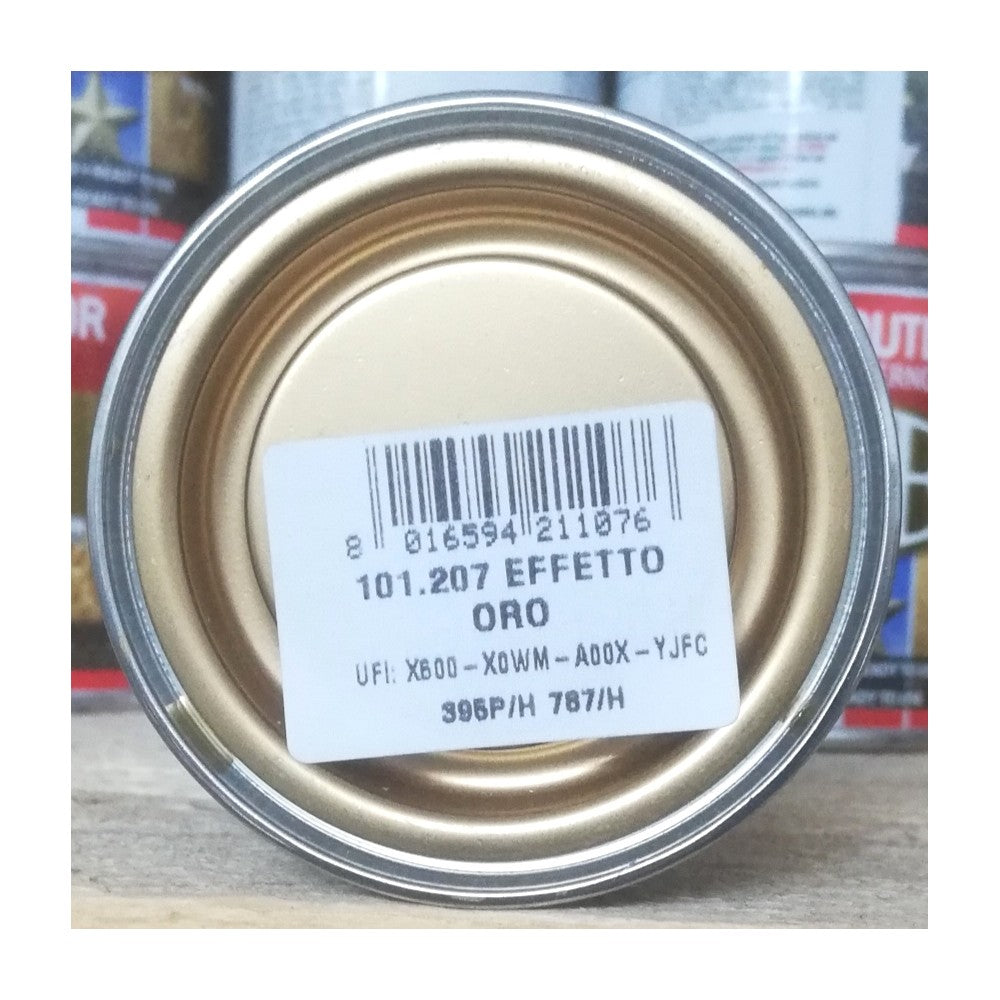 8 016594 211076
101.207 EFFETTO
ORO
UFI: X600-X0WM-A00X-YJFC
395P/H 787/H